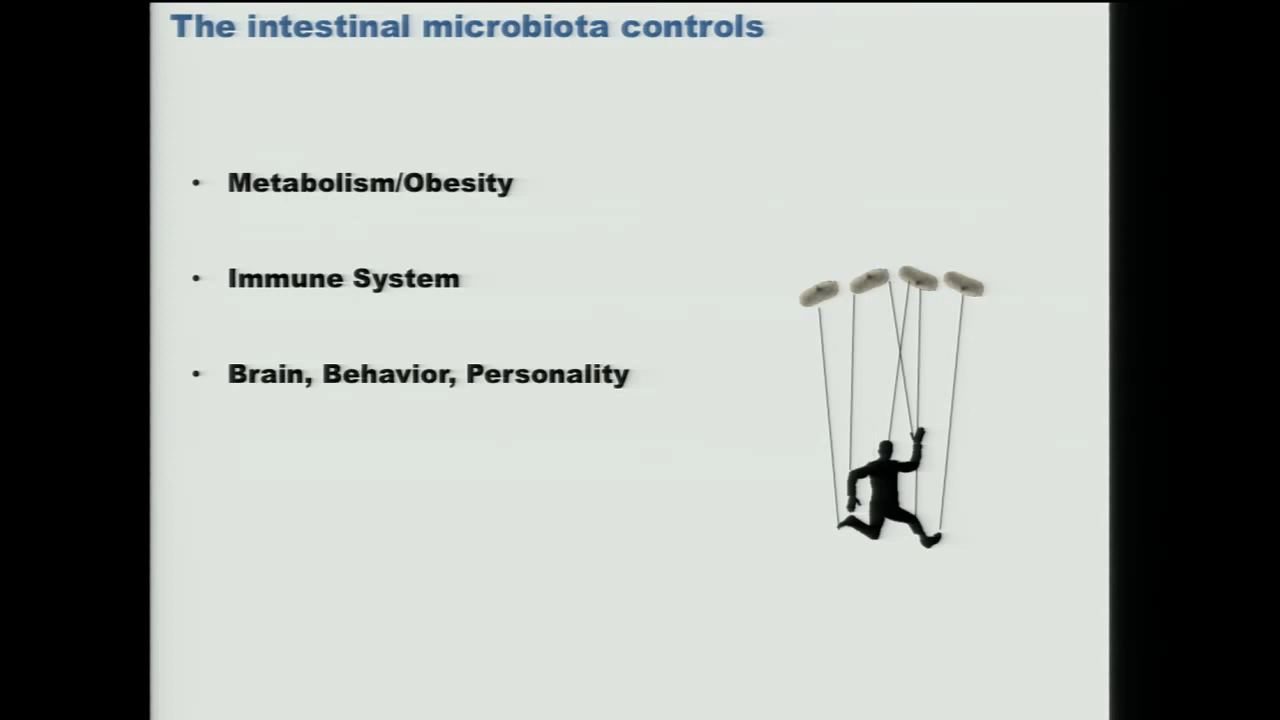 The intestinal microbiota controls
• Metabolism/Obesity
• Immune System
• Brain, Behavior, Personality